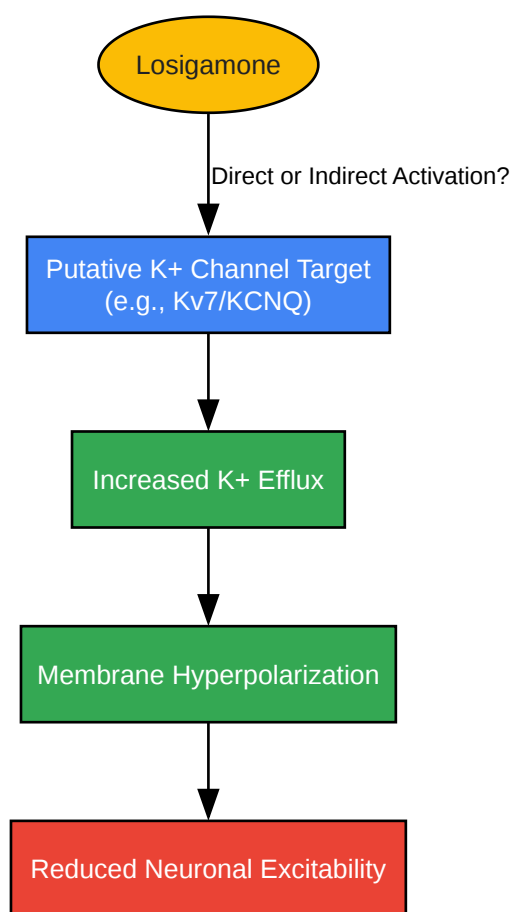 Losigamone
Direct or Indirect Activation?
Putative K+ Channel Target
(e.g., Kv7/KCNQ)
Increased K+ Efflux
Membrane Hyperpolarization
Reduced Neuronal Excitability